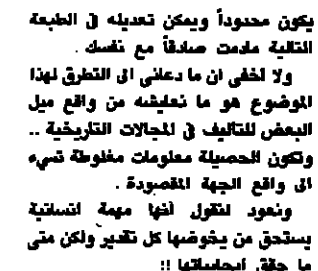 يكون محدوداً ويمكن تعديله في الطبعة
التالية مادمت صادقاً مع نفسك .
ولا اخفي ان ما دعاني الى التطرق لهذا
الموضوع هو ما نعايشه من واقع ميل
البعض للتأليف في المجالات التاريخية ..
وتكون الحصيلة معلومات مغلوطة تسيء
الى واقع الجهة المقصودة .
ونعود لنقول أنها مهمة انسانية
يستحق من يخوضها كل تقدير ولكن متى
ما حقق أيجابياتها !!